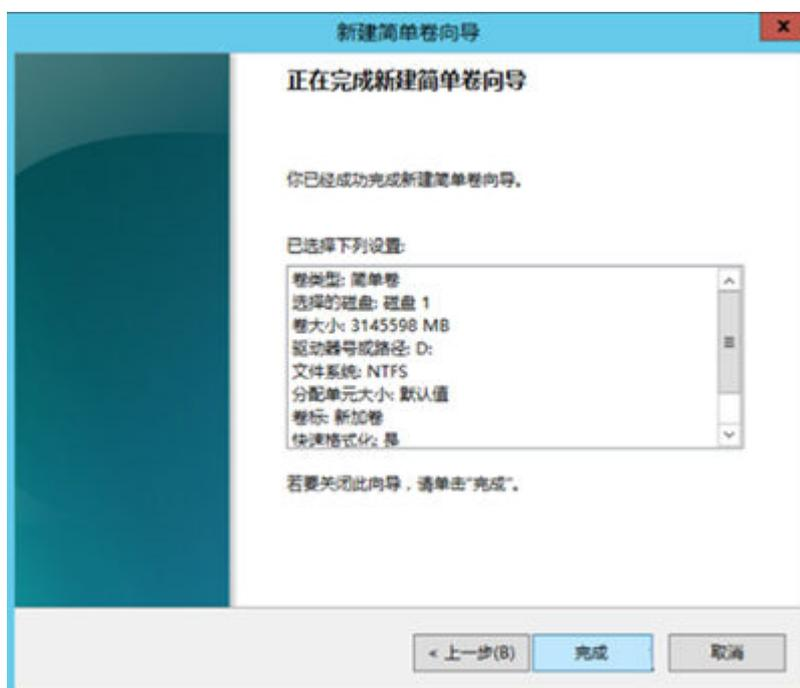 新建简单卷向导
x
正在完成新建简单卷向导
你已经成功完成新建简单卷向导。
已选择下列设置:
卷类型: 简单卷
选择的磁盘: 磁盘 1
卷大小: 3145598 MB
驱动器号或路径: D:
文件系统: NTFS
分配单元大小: 默认值
卷标: 新加卷
快速格式化: 是
若要关闭此向导，请单击"完成"。
< 上一步(B)
完成
取消